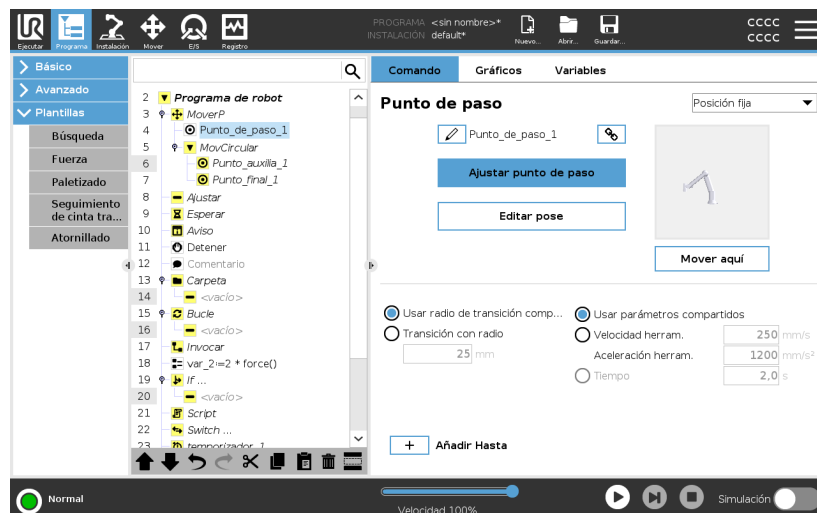 PROGRAMA <sin nombre>*
INSTALACIÓN default*
UR
Ejecutar Programa Instalación Mover E/S Registro
Nuevo... Abrir... Guardar...
CCCC
CCCC
Básico
Avanzado
Plantillas
Búsqueda
Fuerza
Paletizado
Seguimiento
de cinta tra...
Atornillado
2 Programa de robot
3 MoverP
4 Punto_de_paso_1
5 MovCircular
6 Punto_auxilia_1
7 Punto_final_1
8 Ajustar
9 Esperar
10 Aviso
11 Detener
12 Comentario
13 Carpeta
14 <vacío>
15 Bucle
16 <vacío>
17 Invocar
18 var_2≔2 * force()
19 If ...
20 <vacío>
21 Script
22 Switch ...
23 temporizador_1
Comando Gráficos Variables
Punto de paso
Posición fija
Punto_de_paso_1
Ajustar punto de paso
Editar pose
Mover aquí
Usar radio de transición comp...
Transición con radio
25 mm
Usar parámetros compartidos
Velocidad herram. 250 mm/s
Aceleración herram. 1200 mm/s²
Tiempo 2,0 s
+ Añadir Hasta
Normal
Velocidad 100%
Simulación